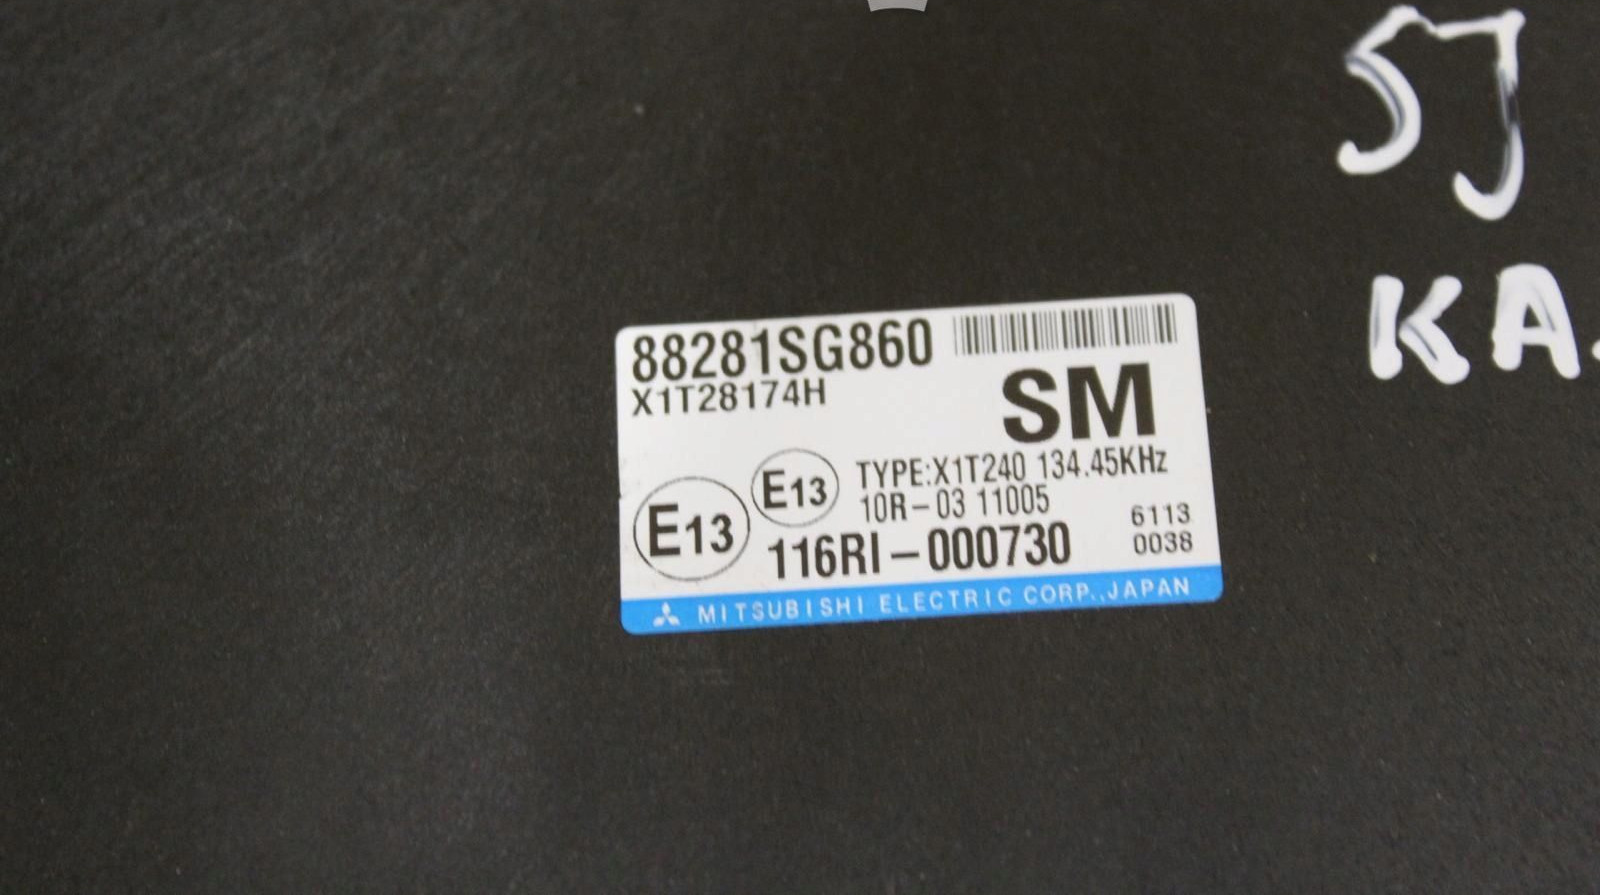 SJ
KA.
88281SG860
X1T28174H
SM
E13
E13
TYPE:X1T240 134.45KHz
10R-03 11005
116RI-000730
6113
0038
MITSUBISHI ELECTRIC CORP.,JAPAN